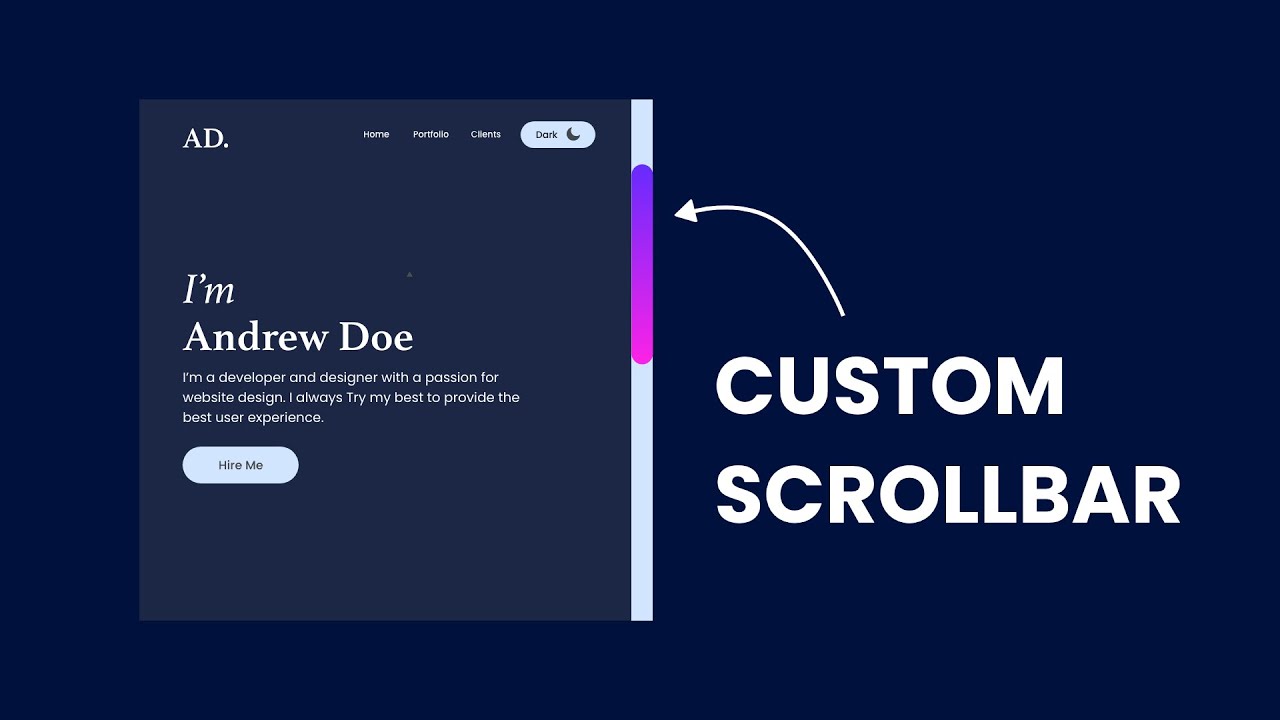 AD.
Home Portfolio Clients Dark
I’m
Andrew Doe
I’m a developer and designer with a passion for
website design. I always Try my best to provide the
best user experience.
Hire Me
CUSTOM
SCROLLBAR